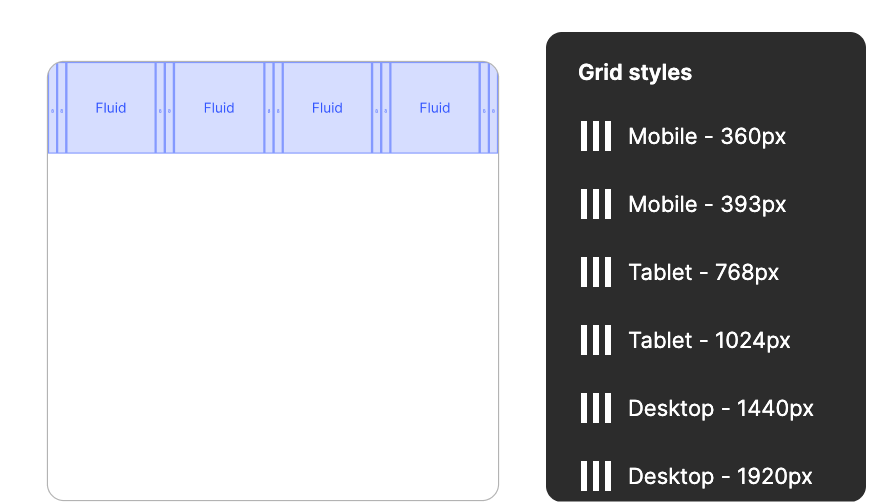 Fluid Fluid Fluid Fluid
Grid styles
Mobile - 360px
Mobile - 393px
Tablet - 768px
Tablet - 1024px
Desktop - 1440px
Desktop - 1920px